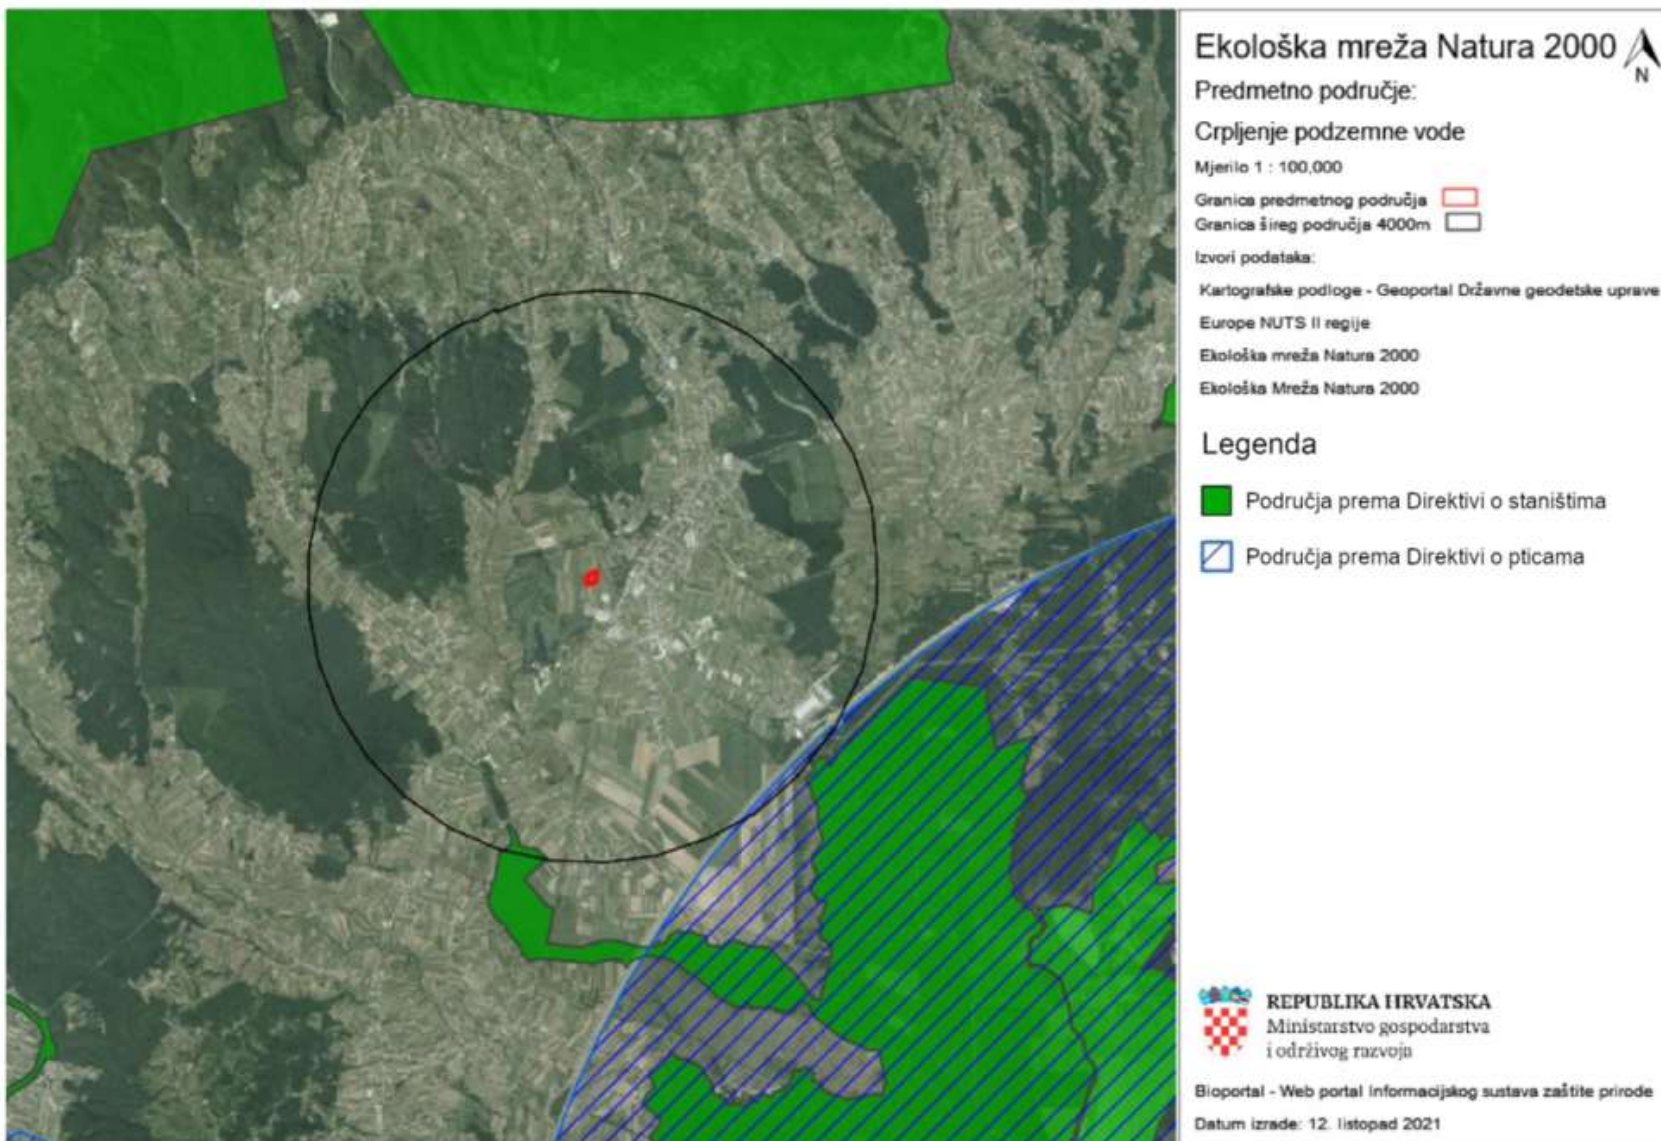 Ekološka mreža Natura 2000
N
Predmetno područje:
Crpljenje podzemne vode
Mjerilo 1 : 100,000
Granica predmetnog područja
Granica šireg područja 4000m
Izvori podataka:
Kartografske podloge - Geoportal Državne geodetske uprave
Europe NUTS II regije
Ekološka mreža Natura 2000
Ekološka Mreža Natura 2000
Legenda
Područja prema Direktivi o staništima
Područja prema Direktivi o pticama
REPUBLIKA HRVATSKA
Ministarstvo gospodarstva
i održivog razvoja
Bioportal - Web portal Informacijskog sustava zaštite prirode
Datum izrade: 12. listopad 2021